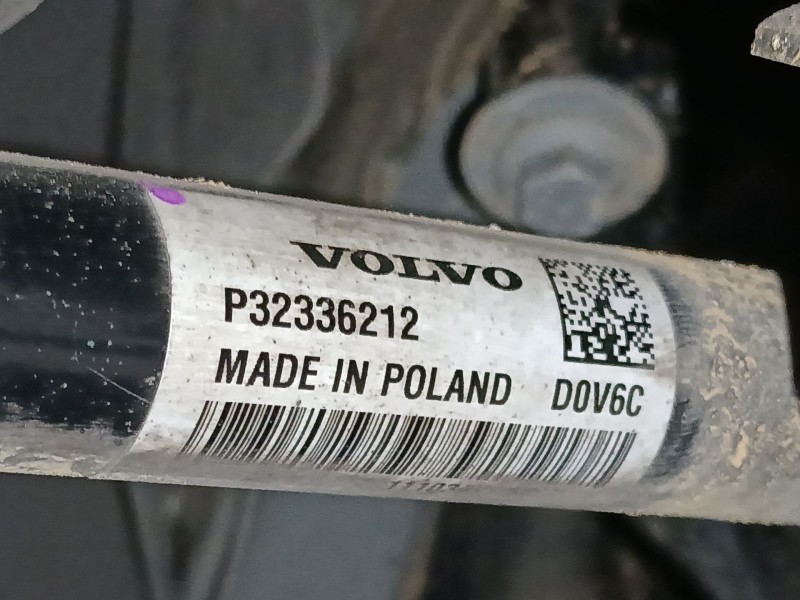 VOLVO
P32336212
MADE IN POLAND
D0V6C